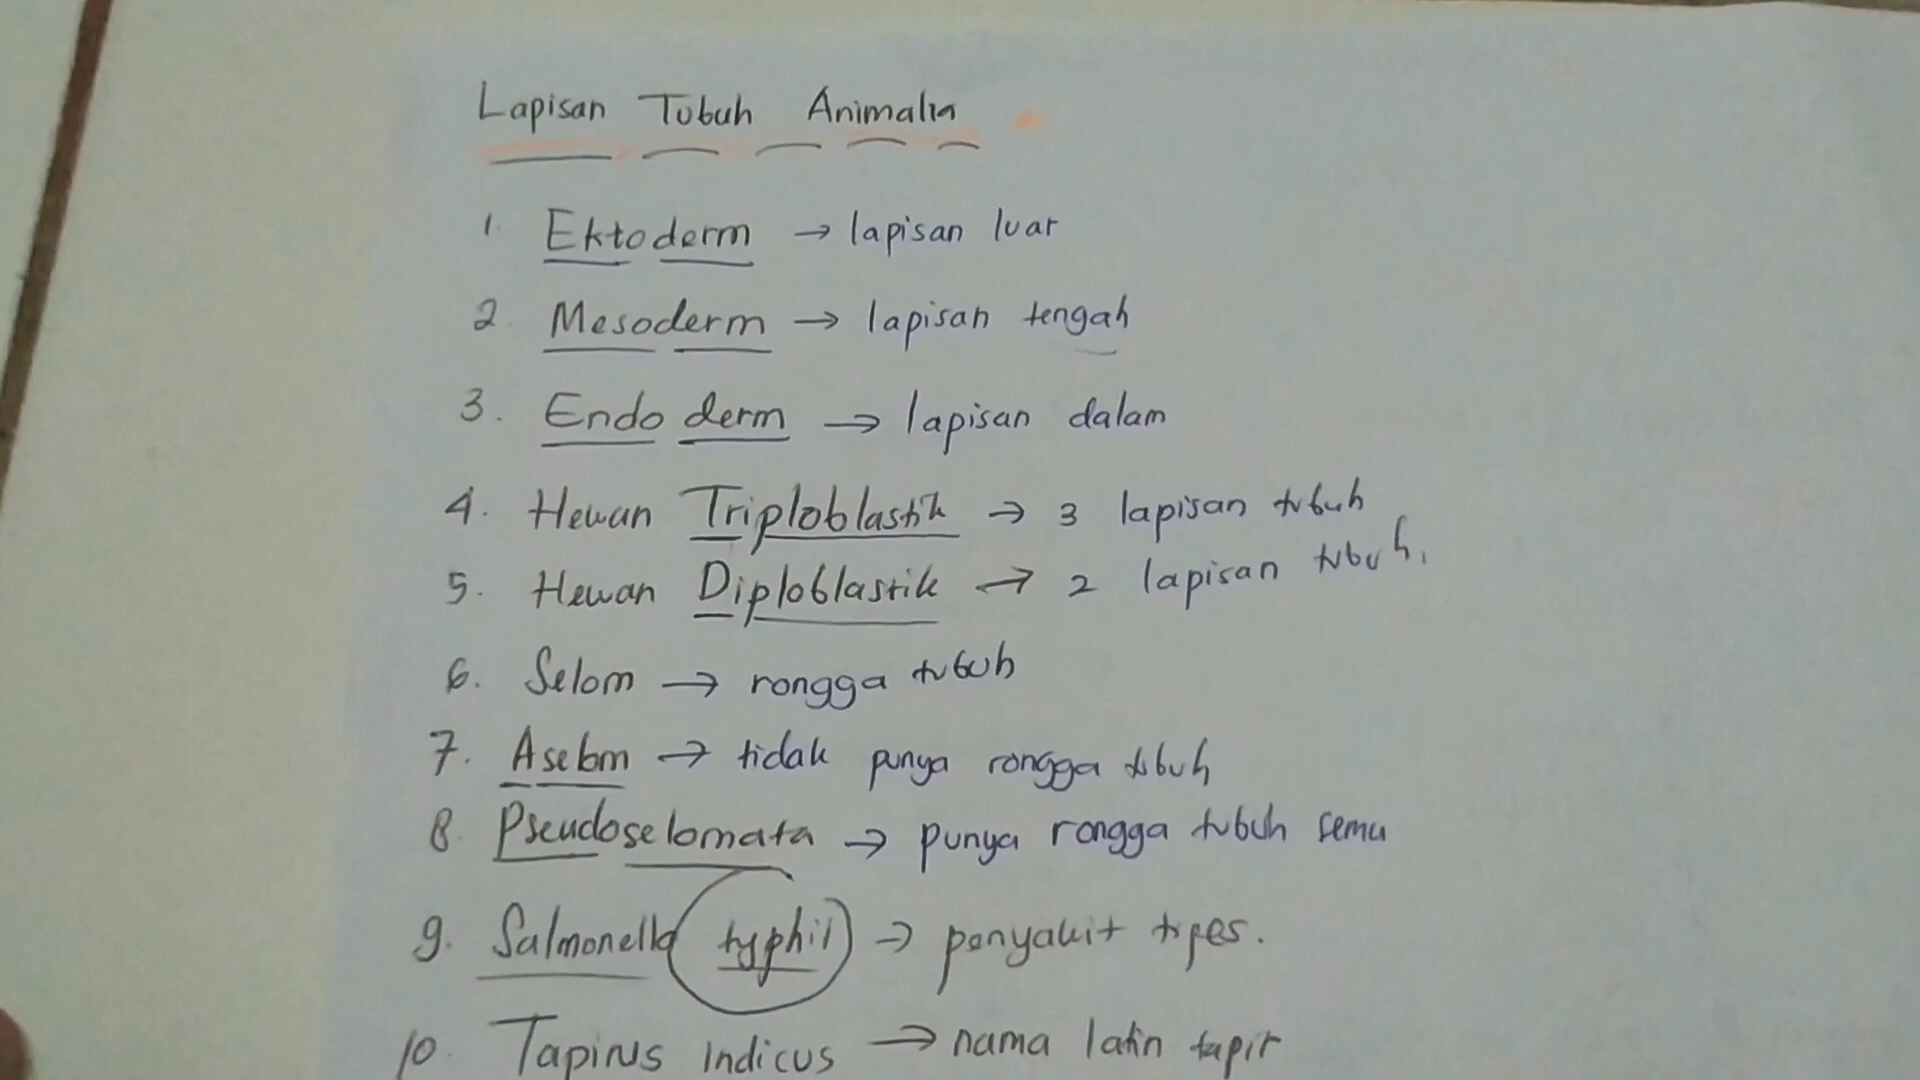 Lapisan Tubuh Animalia
1. Ektoderm → lapisan luar
2. Mesoderm → lapisan tengah
3. Endo derm → lapisan dalam
4. Hewan Triploblastik → 3 lapisan tubuh
5. Hewan Diploblastik → 2 lapisan tubuh.
6. Selom → rongga tubuh
7. Aselom → tidak punya rongga tubuh
8. Pseudoselomata → punya rongga tubuh semu
9. Salmonella typhii → penyakit tipes.
10. Tapirus indicus → nama latin tapir